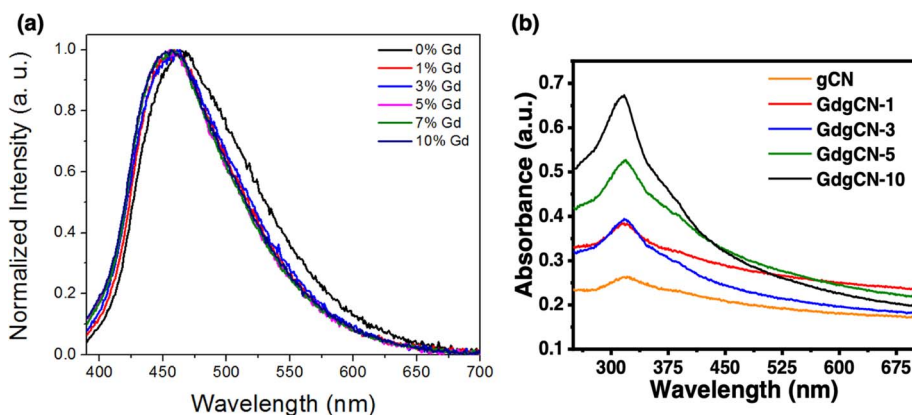 (a)
Normalized Intensity (a. u.)
1.0
0.8
0.6
0.4
0.2
0.0
0% Gd
1% Gd
3% Gd
5% Gd
7% Gd
10% Gd
400 450 500 550 600 650 700
Wavelength (nm)
(b)
Absorbance (a.u.)
0.7
0.6
0.5
0.4
0.3
0.2
0.1
gCN
GdgCN-1
GdgCN-3
GdgCN-5
GdgCN-10
300 375 450 525 600 675
Wavelength (nm)